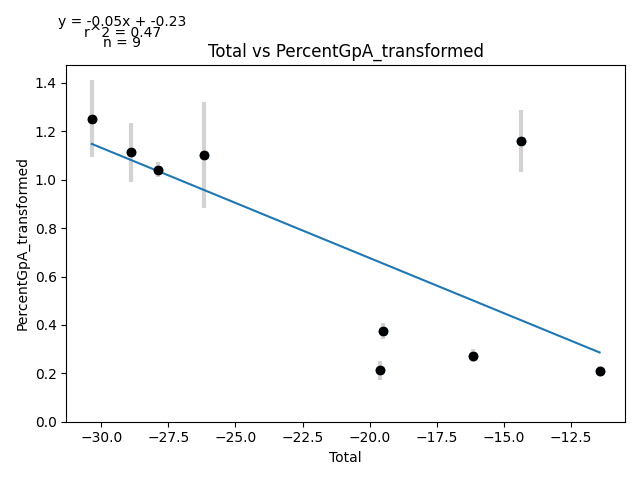 y = -0.05x + -0.23
r^2 = 0.47
n = 9
Total vs PercentGpA_transformed
1.4
1.2
1.0
0.8
0.6
0.4
0.2
0.0
PercentGpA_transformed
−30.0 −27.5 −25.0 −22.5 −20.0 −17.5 −15.0 −12.5
Total